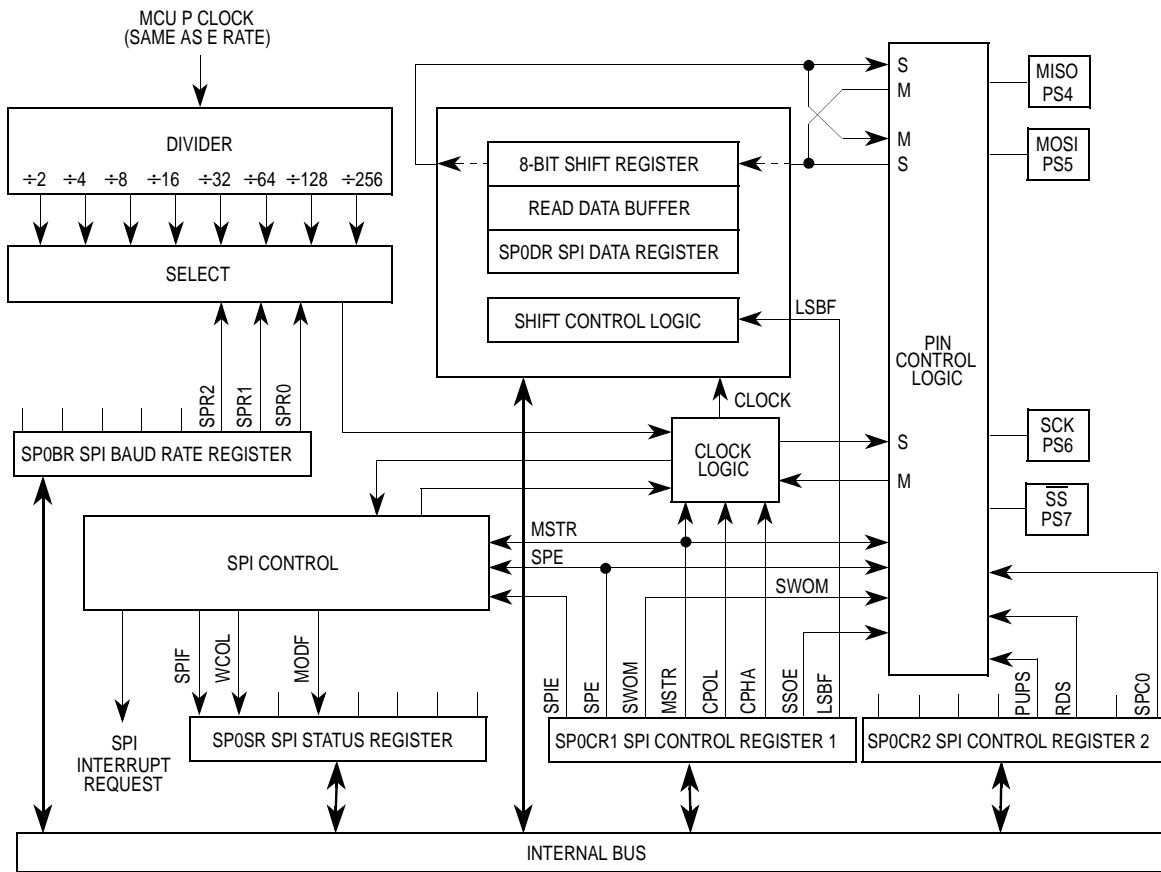 MCU P CLOCK
(SAME AS E RATE)
DIVIDER
÷2 ÷4 ÷8 ÷16 ÷32 ÷64 ÷128 ÷256
SELECT
SPR2
SPR1
SPR0
SP0BR SPI BAUD RATE REGISTER
8-BIT SHIFT REGISTER
READ DATA BUFFER
SP0DR SPI DATA REGISTER
SHIFT CONTROL LOGIC
LSBF
CLOCK
CLOCK
LOGIC
S
M
M
S
PIN
CONTROL
LOGIC
S
M
MISO
PS4
MOSI
PS5
SCK
PS6
SS
PS7
SPI CONTROL
MSTR
SPE
SWOM
SPIF
WCOL
MODF
SPI
INTERRUPT
REQUEST
SP0SR SPI STATUS REGISTER
SPIE
SPE
SWOM
MSTR
CPOL
CPHA
SSOE
LSBF
SP0CR1 SPI CONTROL REGISTER 1
PUPS
RDS
SPC0
SP0CR2 SPI CONTROL REGISTER 2
INTERNAL BUS